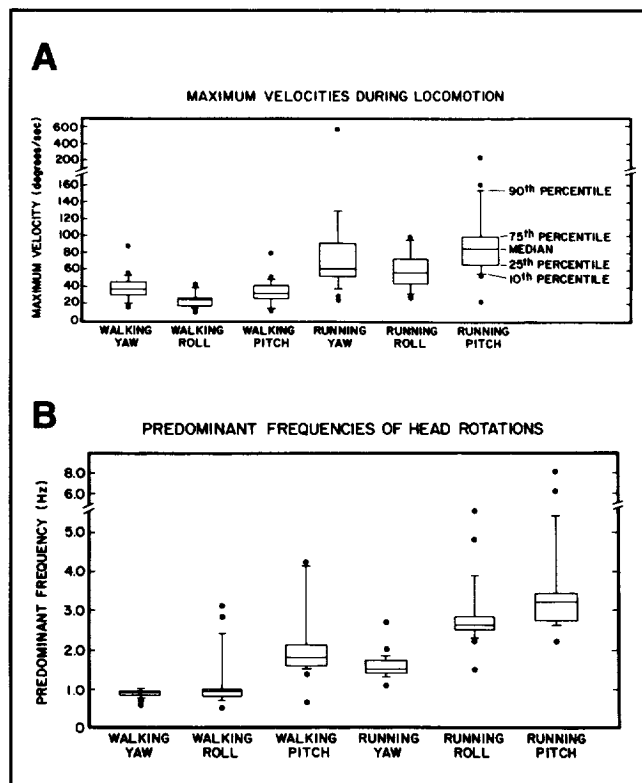 A
MAXIMUM VELOCITIES DURING LOCOMOTION
MAXIMUM VELOCITY (degrees/sec)
600
200
160
140
120
100
80
60
40
20
0
90th PERCENTILE
75th PERCENTILE
MEDIAN
25th PERCENTILE
10th PERCENTILE
WALKING YAW
WALKING ROLL
WALKING PITCH
RUNNING YAW
RUNNING ROLL
RUNNING PITCH
B
PREDOMINANT FREQUENCIES OF HEAD ROTATIONS
PREDOMINANT FREQUENCY (Hz)
8.0
6.0
5.0
4.0
3.0
2.0
1.0
0
WALKING YAW
WALKING ROLL
WALKING PITCH
RUNNING YAW
RUNNING ROLL
RUNNING PITCH